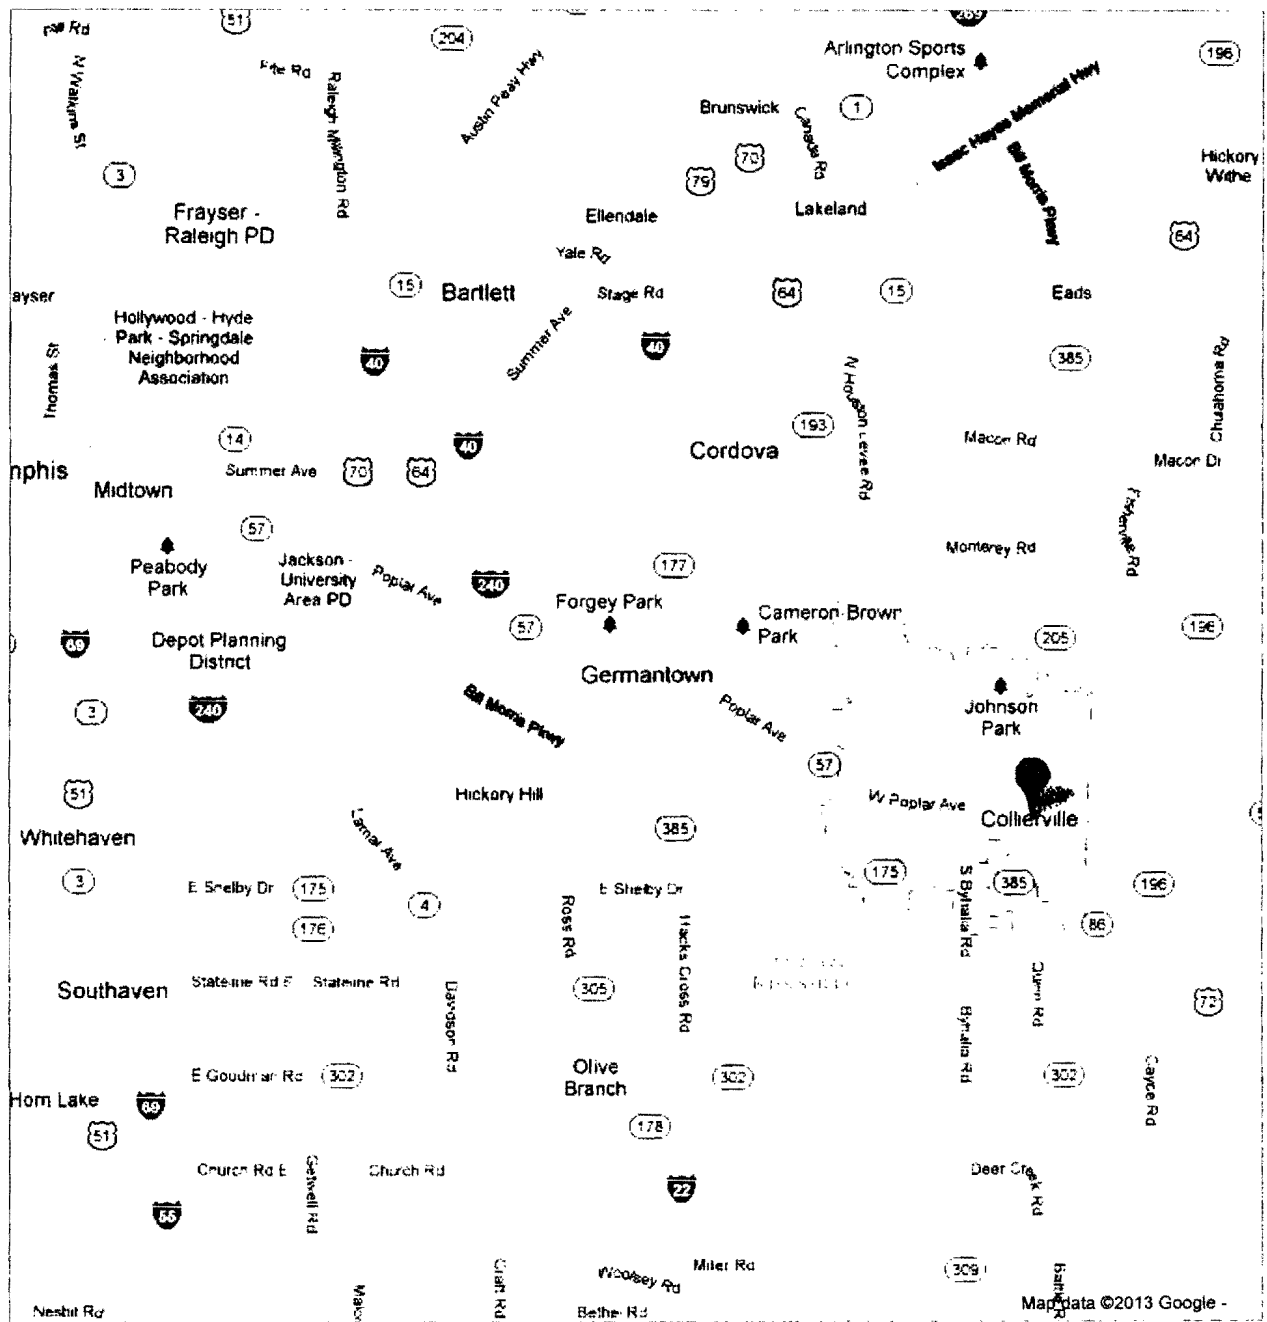 51
269
Rd
204
Arlington Sports
Complex
196
N Watkins St
Rd
Raleigh Millington Rd
Austin Peay Hwy
Brunswick
1
Canada Rd
Isaac Hayes Memorial Hwy
3
70
Bill Morris Pkwy
Hickory
Withe
79
Frayser -
Raleigh PD
Ellendale
Lakeland
64
Yale Rd
ayser
15
Bartlett
Stage Rd
64
15
Eads
Hollywood - Hyde
Park - Springdale
Neighborhood
Association
Summer Ave
40
40
385
Thomas St
N Houston Levee Rd
Chulahoma Rd
14
40
Cordova
193
Macon Rd
Macon Dr
nphis
Summer Ave
70
64
Midtown
57
Fisherville Rd
Peabody
Park
Jackson -
University
Area PD
Poplar Ave
240
177
Monterey Rd
Forgey Park
57
Cameron Brown
Park
205
196
69
Depot Planning
District
Germantown
3
240
Bill Morris Pkwy
Poplar Ave
Johnson
Park
57
51
Hickory Hill
W Poplar Ave
Collierville
Whitehaven
Lamar Ave
385
3
E Shelby Dr
175
E Shelby Dr
175
385
196
4
176
Ross Rd
Hacks Cross Rd
S Byhalia Rd
86
Southaven
Stateline Rd E
Stateline Rd
Davidson Rd
305
Quinn Rd
72
Byhalia Rd
Horn Lake
E Goodman Rd
302
Olive
Branch
302
302
Cayce Rd
69
51
178
Church Rd E
Getwell Rd
Church Rd
Deer Creek Rd
55
22
Craft Rd
Woolsey Rd
Miller Rd
309
Nesbit Rd
Bethel Rd
Map data ©2013 Google -